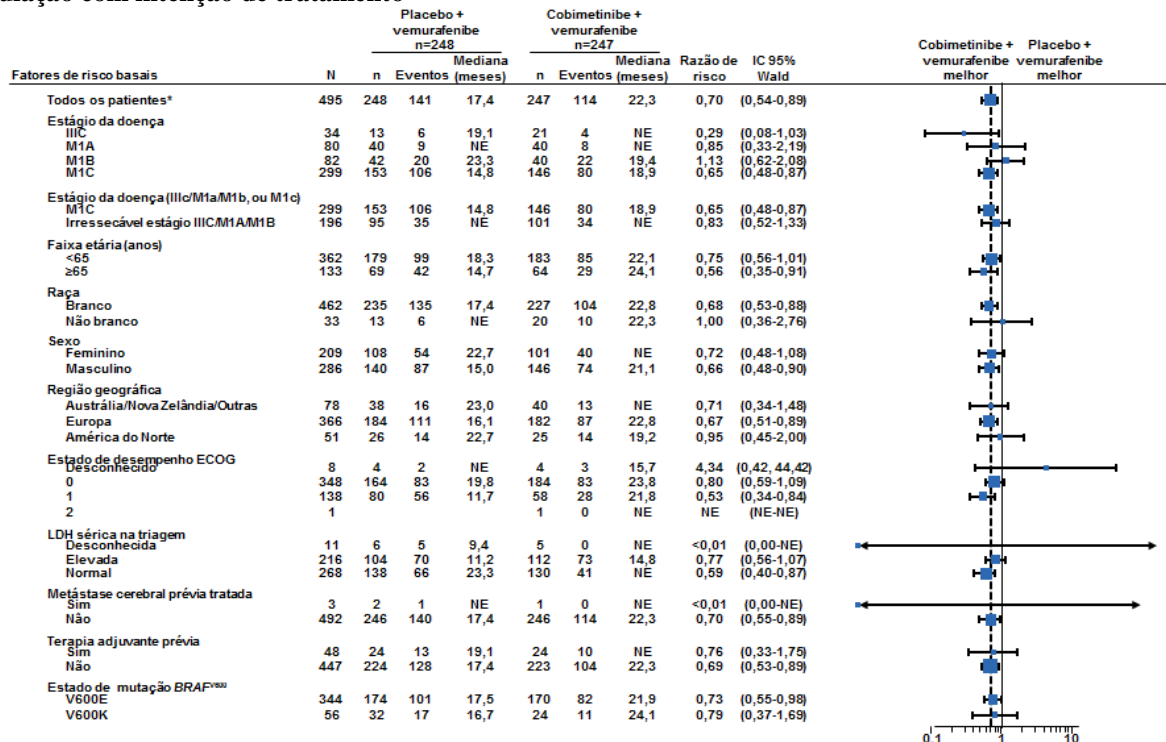 ulação com intenção de tratamento
Placebo + vemurafenibe n=248 Cobimetinibe + vemurafenibe n=247
Cobimetinibe + vemurafenibe melhor Placebo + vemurafenibe melhor
Fatores de risco basais N n Eventos Mediana (meses) n Eventos Mediana (meses) Razão de risco IC 95% Wald
Todos os patientes* 495 248 141 17,4 247 114 22,3 0,70 (0,54-0,89)
Estágio da doença
IIIC 34 13 6 19,1 21 4 NE 0,29 (0,08-1,03)
M1A 80 40 9 NE 40 8 NE 0,85 (0,33-2,19)
M1B 82 42 20 23,3 40 22 19,4 1,13 (0,62-2,08)
M1C 299 153 106 14,8 146 80 18,9 0,65 (0,48-0,87)
Estágio da doença (IIIc/M1a/M1b, ou M1c)
M1C 299 153 106 14,8 146 80 18,9 0,65 (0,48-0,87)
Irressecável estágio IIIC/M1A/M1B 196 95 35 NE 101 34 NE 0,83 (0,52-1,33)
Faixa etária (anos)
<65 362 179 99 18,3 183 85 22,1 0,75 (0,56-1,01)
≥65 133 69 42 14,7 64 29 24,1 0,56 (0,35-0,91)
Raça
Branco 462 235 135 17,4 227 104 22,8 0,68 (0,53-0,88)
Não branco 33 13 6 NE 20 10 22,3 1,00 (0,36-2,76)
Sexo
Feminino 209 108 54 22,7 101 40 NE 0,72 (0,48-1,08)
Masculino 286 140 87 15,0 146 74 21,1 0,66 (0,48-0,90)
Região geográfica
Austrália/Nova Zelândia/Outras 78 38 16 23,0 40 13 NE 0,71 (0,34-1,48)
Europa 366 184 111 16,1 182 87 22,8 0,67 (0,51-0,89)
América do Norte 51 26 14 22,7 25 14 19,2 0,95 (0,45-2,00)
Estado de desempenho ECOG
Desconhecido 8 4 2 NE 4 3 15,7 4,34 (0,42, 44,42)
0 348 164 83 19,8 184 83 23,8 0,80 (0,59-1,09)
1 138 80 56 11,7 58 28 21,8 0,53 (0,34-0,84)
2 1 1 0 NE NE (NE-NE)
LDH sérica na triagem
Desconhecida 11 6 5 9,4 5 0 NE <0,01 (0,00-NE)
Elevada 216 104 70 11,2 112 73 14,8 0,77 (0,56-1,07)
Normal 268 138 66 23,3 130 41 NE 0,59 (0,40-0,87)
Metástase cerebral prévia tratada
Sim 3 2 1 NE 1 0 NE <0,01 (0,00-NE)
Não 492 246 140 17,4 246 114 22,3 0,70 (0,55-0,89)
Terapia adjuvante prévia
Sim 48 24 13 19,1 24 10 NE 0,76 (0,33-1,75)
Não 447 224 128 17,4 223 104 22,3 0,69 (0,53-0,89)
Estado de mutação BRAFV600
V600E 344 174 101 17,5 170 82 21,9 0,73 (0,55-0,98)
V600K 56 32 17 16,7 24 11 24,1 0,79 (0,37-1,69)
0.1 1 10